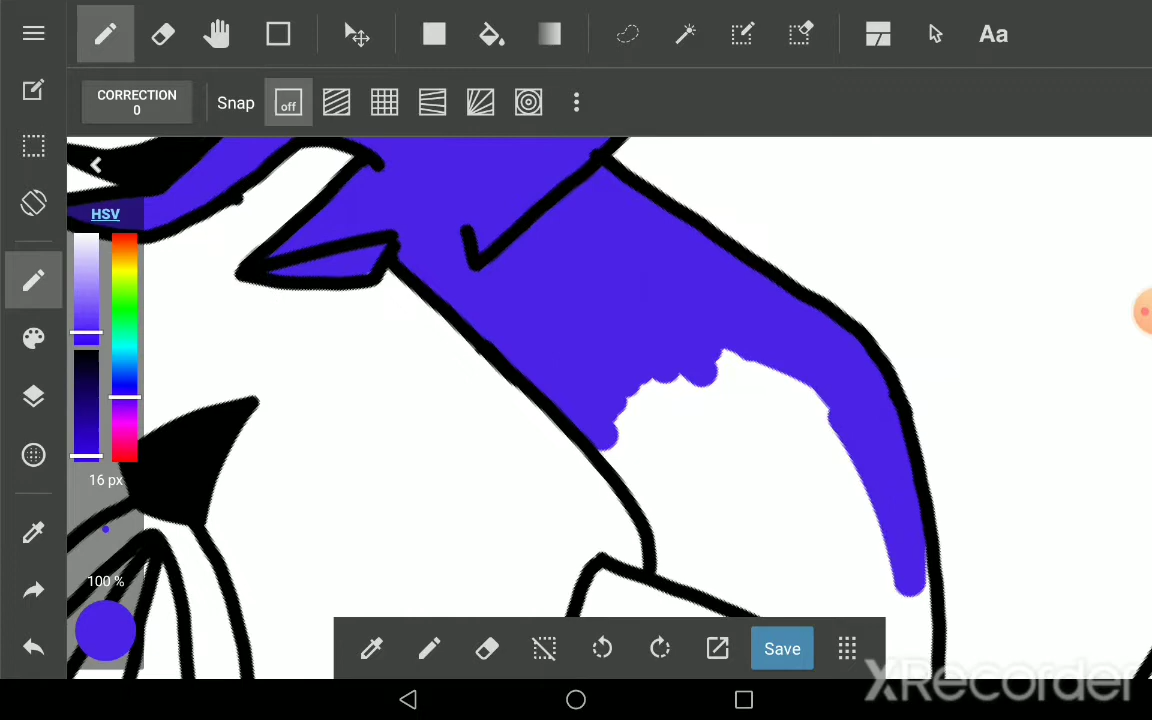 Aa
CORRECTION
0
Snap
off
HSV
16 px
100 %
Save
XRecorder